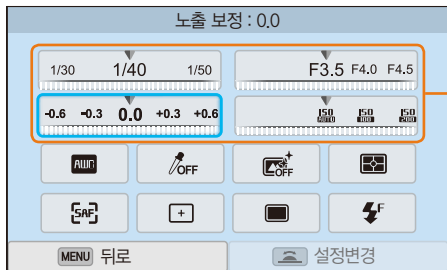 노출 보정 : 0.0
1/30 1/40 1/50
F3.5 F4.0 F4.5
-0.6 -0.3 0.0 +0.3 +0.6
ISO AUTO ISO 100 ISO 200
AWB OFF OFF
SAF F
MENU 뒤로 설정변경